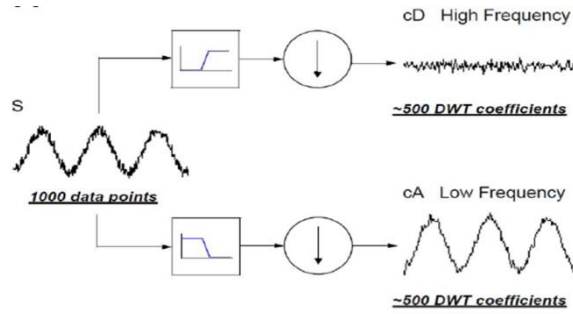 cD High Frequency
~500 DWT coefficients
S
1000 data points
cA Low Frequency
~500 DWT coefficients